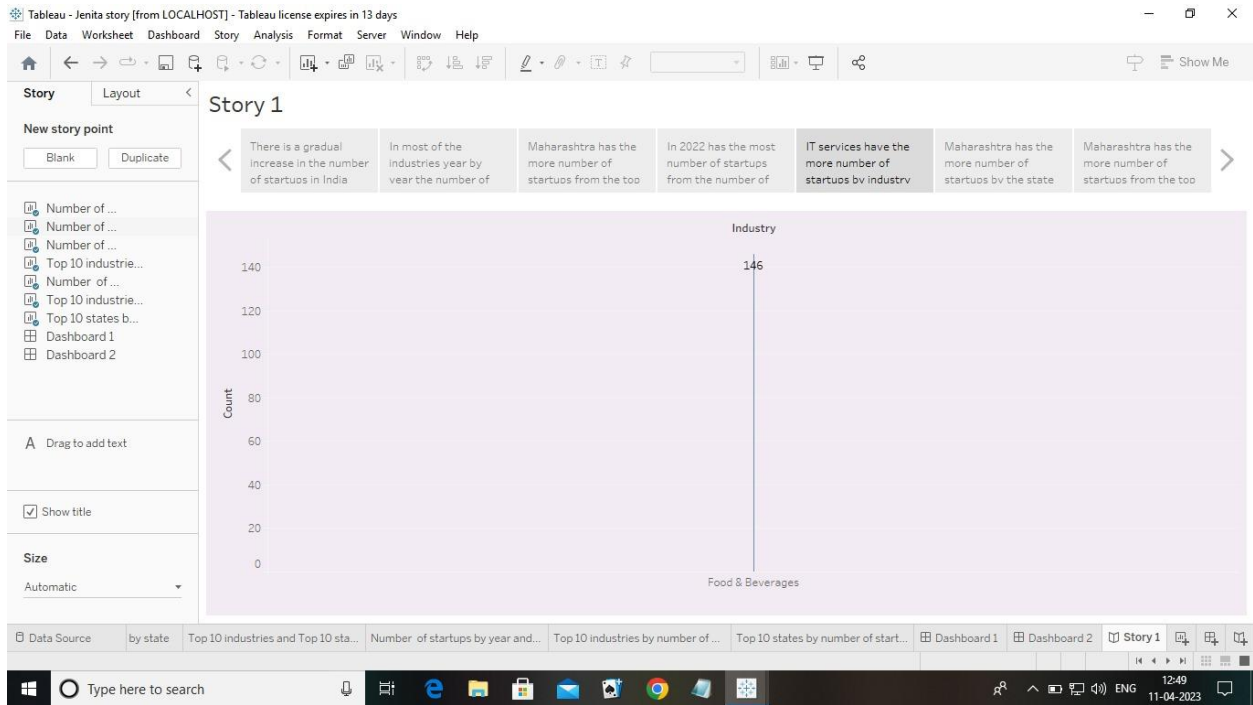 Tableau - Jenita story [from LOCALHOST] - Tableau license expires in 13 days
File Data Worksheet Dashboard Story Analysis Format Server Window Help
Show Me
Story Layout
New story point
Blank Duplicate
Number of ...
Number of ...
Number of ...
Top 10 industrie...
Number of ...
Top 10 industrie...
Top 10 states b...
Dashboard 1
Dashboard 2
A Drag to add text
Show title
Size
Automatic
Story 1
There is a gradual
increase in the number
of startups in India
In most of the
industries year by
year the number of
Maharashtra has the
more number of
startups from the top
In 2022 has the most
number of startups
from the number of
IT services have the
more number of
startups by industry
Maharashtra has the
more number of
startups by the state
Maharashtra has the
more number of
startups from the top
Industry
146
Count
140
120
100
80
60
40
20
0
Food & Beverages
Data Source by state Top 10 industries and Top 10 sta... Number of startups by year and... Top 10 industries by number of ... Top 10 states by number of start... Dashboard 1 Dashboard 2 Story 1
Type here to search
ENG
12:49
11-04-2023